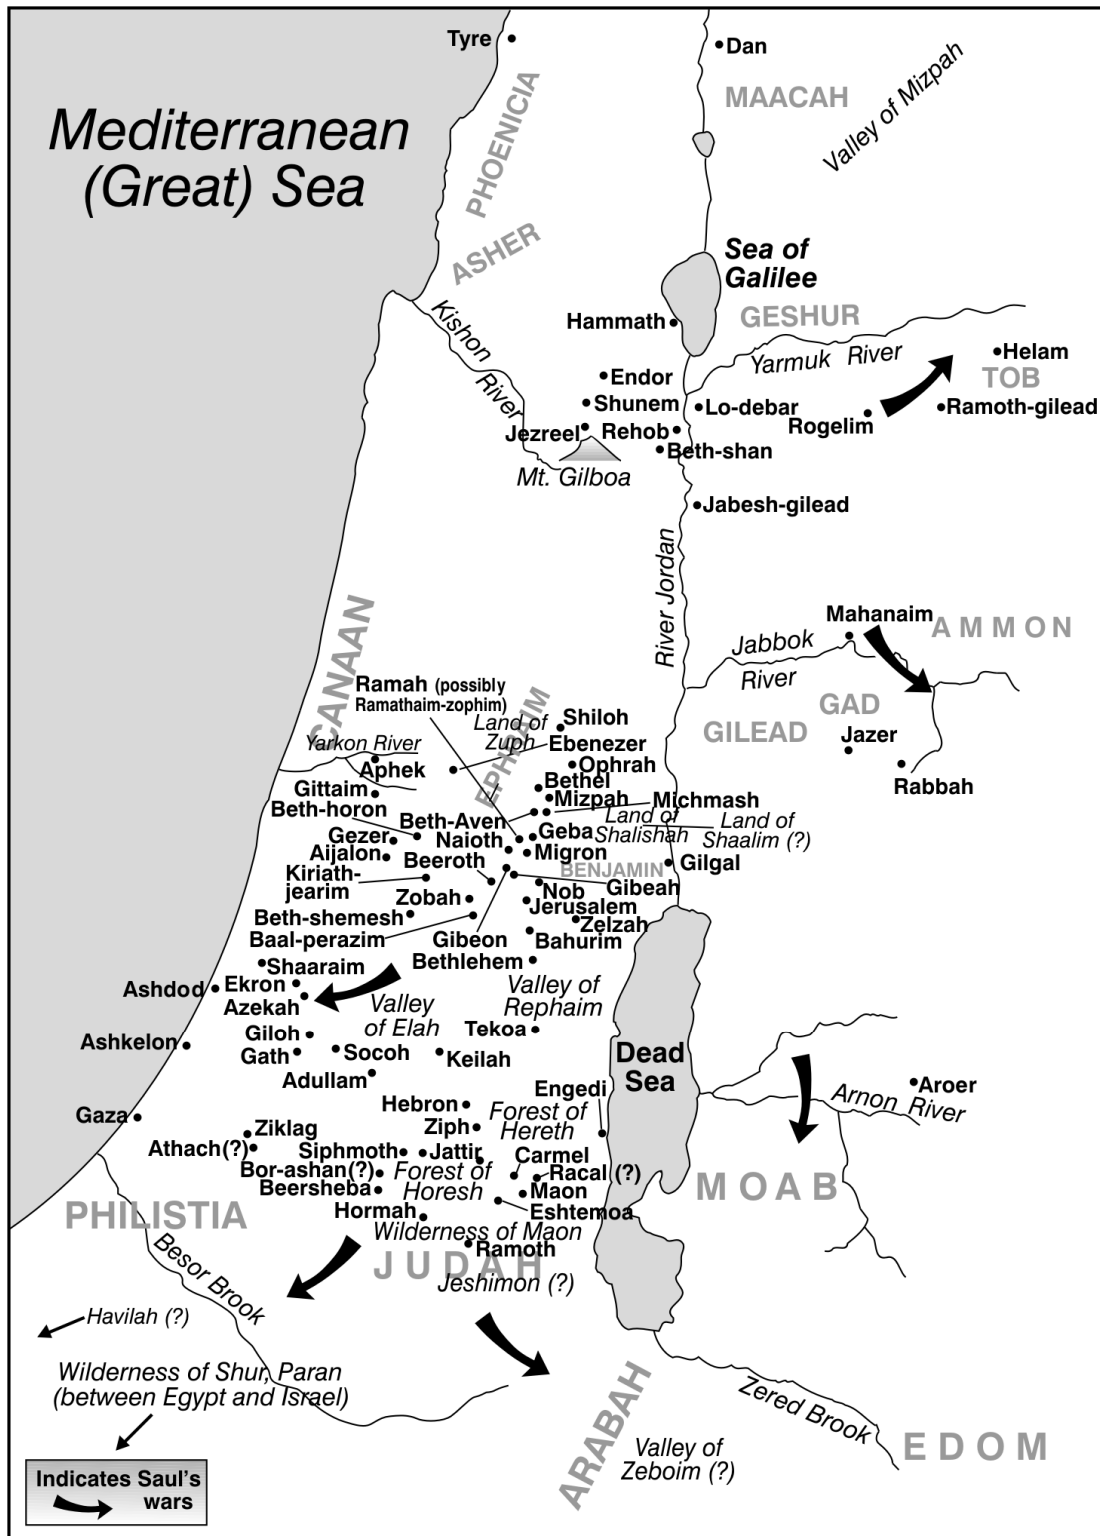 Tyre
Dan
MAACAH
Valley of Mizpah
Mediterranean
(Great) Sea
PHOENICIA
ASHER
Sea of
Galilee
Kishon
River
Hammath
GESHUR
Yarmuk River
Helam
TOB
Endor
Shunem
Lo-debar
Ramoth-gilead
Rogelim
Jezreel
Rehob
Beth-shan
Mt. Gilboa
Jabesh-gilead
River Jordan
CANAAN
Mahanaim
AMMON
Jabbok
River
Ramah (possibly
Ramathaim-zophim)
EPHRAIM
Land of
Zuph
Shiloh
GAD
GILEAD
Yarkon River
Ebenezer
Jazer
Aphek
Ophrah
Rabbah
Gittaim
Bethel
Beth-horon
Mizpah
Michmash
Beth-Aven
Land of
Shalishah
Land of
Shaalim (?)
Gezer
Naioth
Geba
Aijalon
Beeroth
Migron
Gilgal
Kiriath-
jearim
BENJAMIN
Gibeah
Zobah
Nob
Jerusalem
Beth-shemesh
Zelzah
Baal-perazim
Gibeon
Bahurim
Bethlehem
Shaaraim
Ashdod
Ekron
Azekah
Valley
of Elah
Valley of
Rephaim
Giloh
Tekoa
Ashkelon
Gath
Socoh
Keilah
Dead
Sea
Adullam
Engedi
Aroer
Arnon River
Hebron
Gaza
Ziph
Forest of
Hereth
Ziklag
Athach(?)
Siphmoth
Jattir
Carmel
Bor-ashan(?)
Forest of
Horesh
Racal (?)
Beersheba
Maon
MOAB
Hormah
Eshtemoa
PHILISTIA
Wilderness of Maon
Ramoth
JUDAH
Jeshimon (?)
Besor Brook
Havilah (?)
Wilderness of Shur, Paran
(between Egypt and Israel)
ARABAH
Zered Brook
Valley of
Zeboim (?)
EDOM
Indicates Saul's
wars